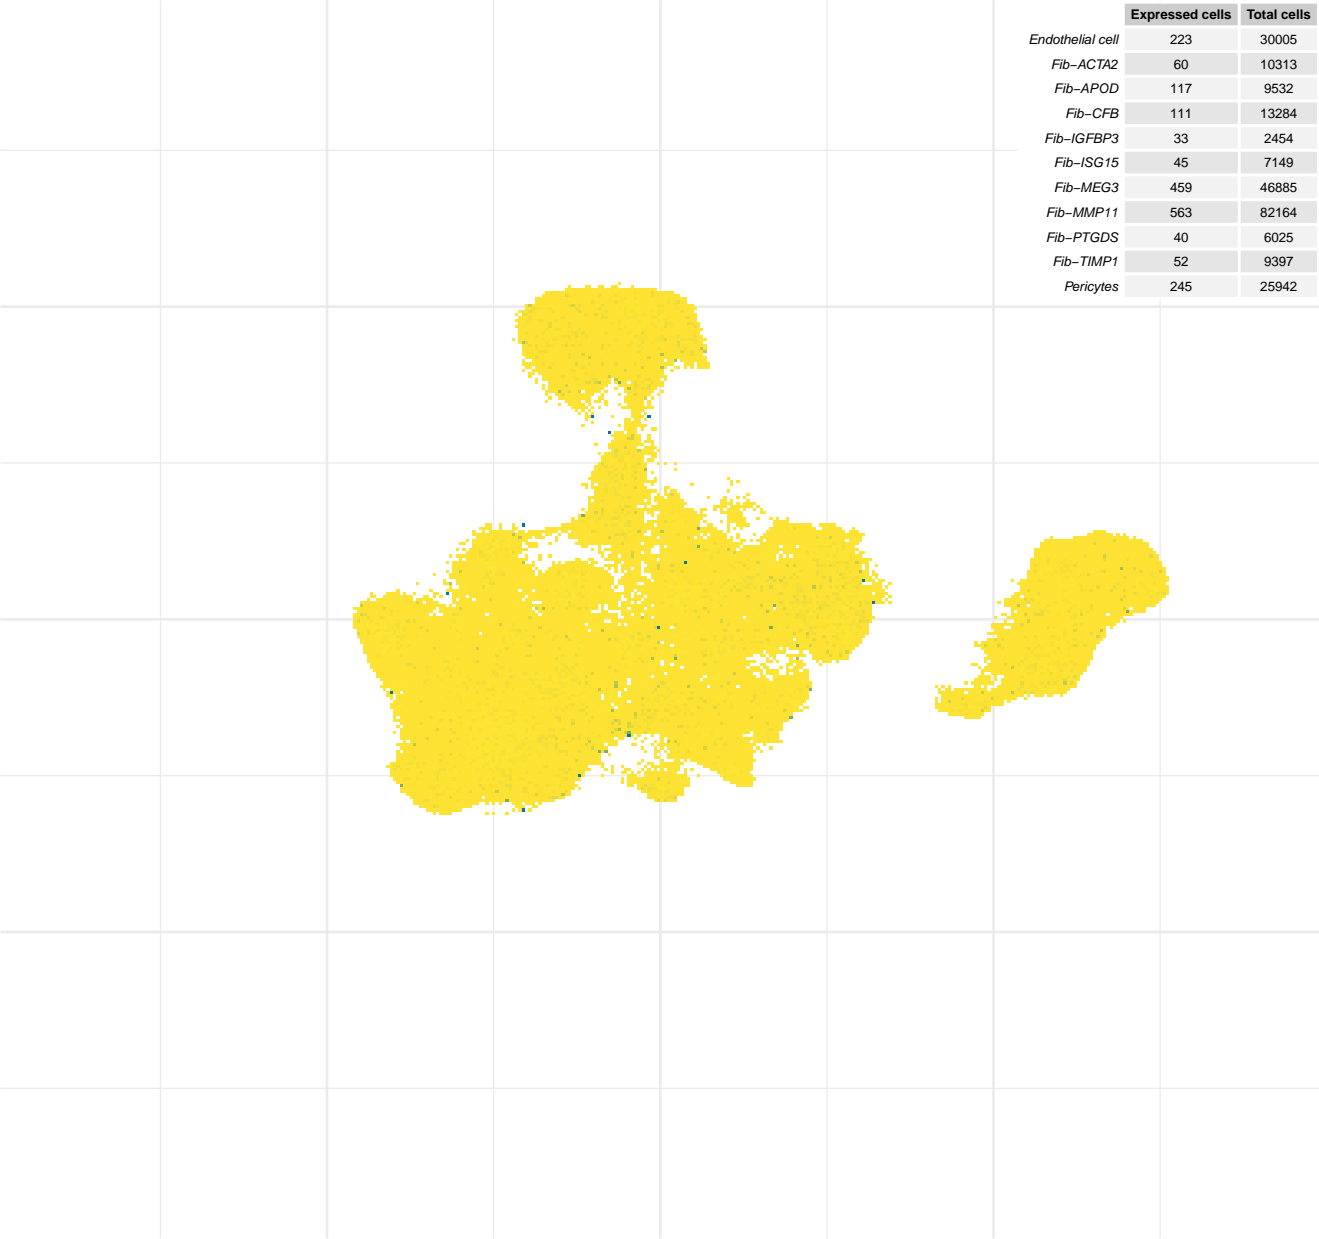 Expressed cells Total cells
Endothelial cell 223 30005
Fib−ACTA2 60 10313
Fib−APOD 117 9532
Fib−CFB 111 13284
Fib−IGFBP3 33 2454
Fib−ISG15 45 7149
Fib−MEG3 459 46885
Fib−MMP11 563 82164
Fib−PTGDS 40 6025
Fib−TIMP1 52 9397
Pericytes 245 25942